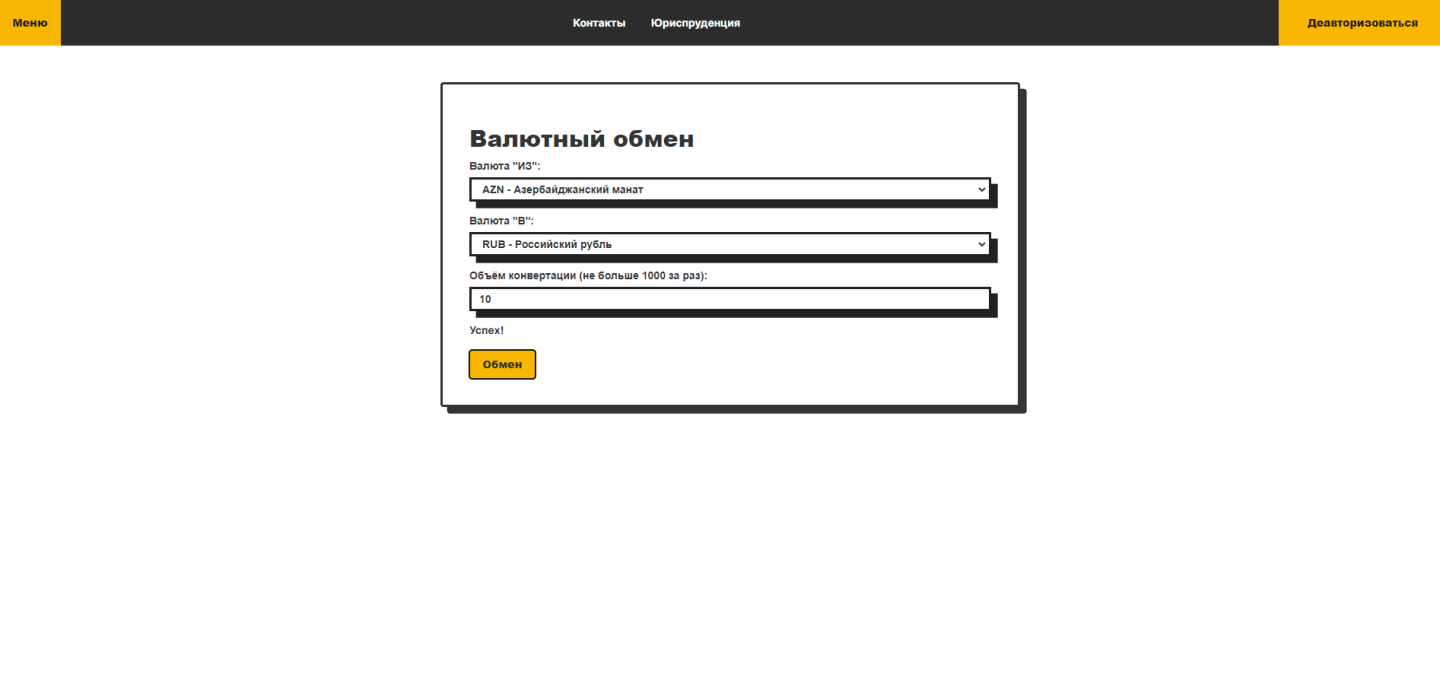 Меню
Контакты
Юриспруденция
Деавторизоваться
Валютный обмен
Валюта "ИЗ":
AZN - Азербайджанский манат
Валюта "В":
RUB - Российский рубль
Объём конвертации (не больше 1000 за раз):
10
Успех!
Обмен